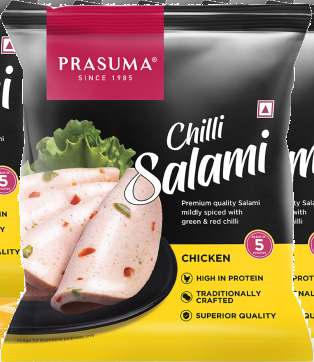 PRASUMA®
SINCE 1985
Chilli
Salami
Premium quality Salami
mildly spiced with
green & red chilli
5
CHICKEN
HIGH IN PROTEIN
TRADITIONALLY
CRAFTED
SUPERIOR QUALITY